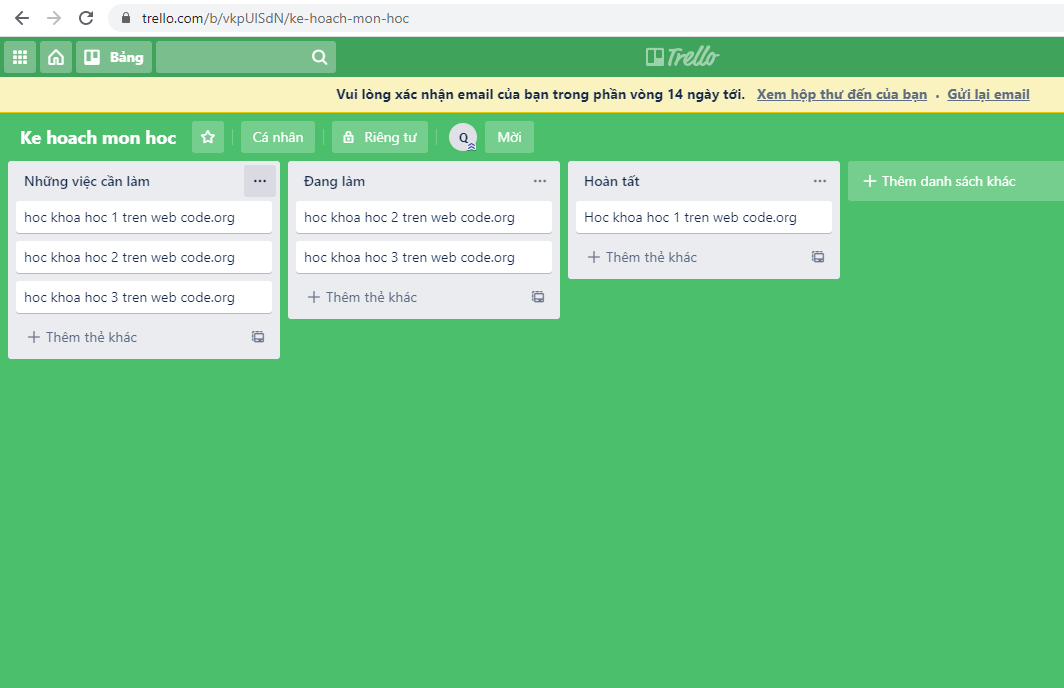 trello.com/b/vkpUlSdN/ke-hoach-mon-hoc
Bảng
Trello
Vui lòng xác nhận email của bạn trong phần vòng 14 ngày tới. Xem hộp thư đến của bạn . Gửi lại email
Ke hoach mon hoc Cá nhân Riêng tư Q Mời
Những việc cần làm
hoc khoa hoc 1 tren web code.org
hoc khoa hoc 2 tren web code.org
hoc khoa hoc 3 tren web code.org
+ Thêm thẻ khác
Đang làm
hoc khoa hoc 2 tren web code.org
hoc khoa hoc 3 tren web code.org
+ Thêm thẻ khác
Hoàn tất
Hoc khoa hoc 1 tren web code.org
+ Thêm thẻ khác
+ Thêm danh sách khác